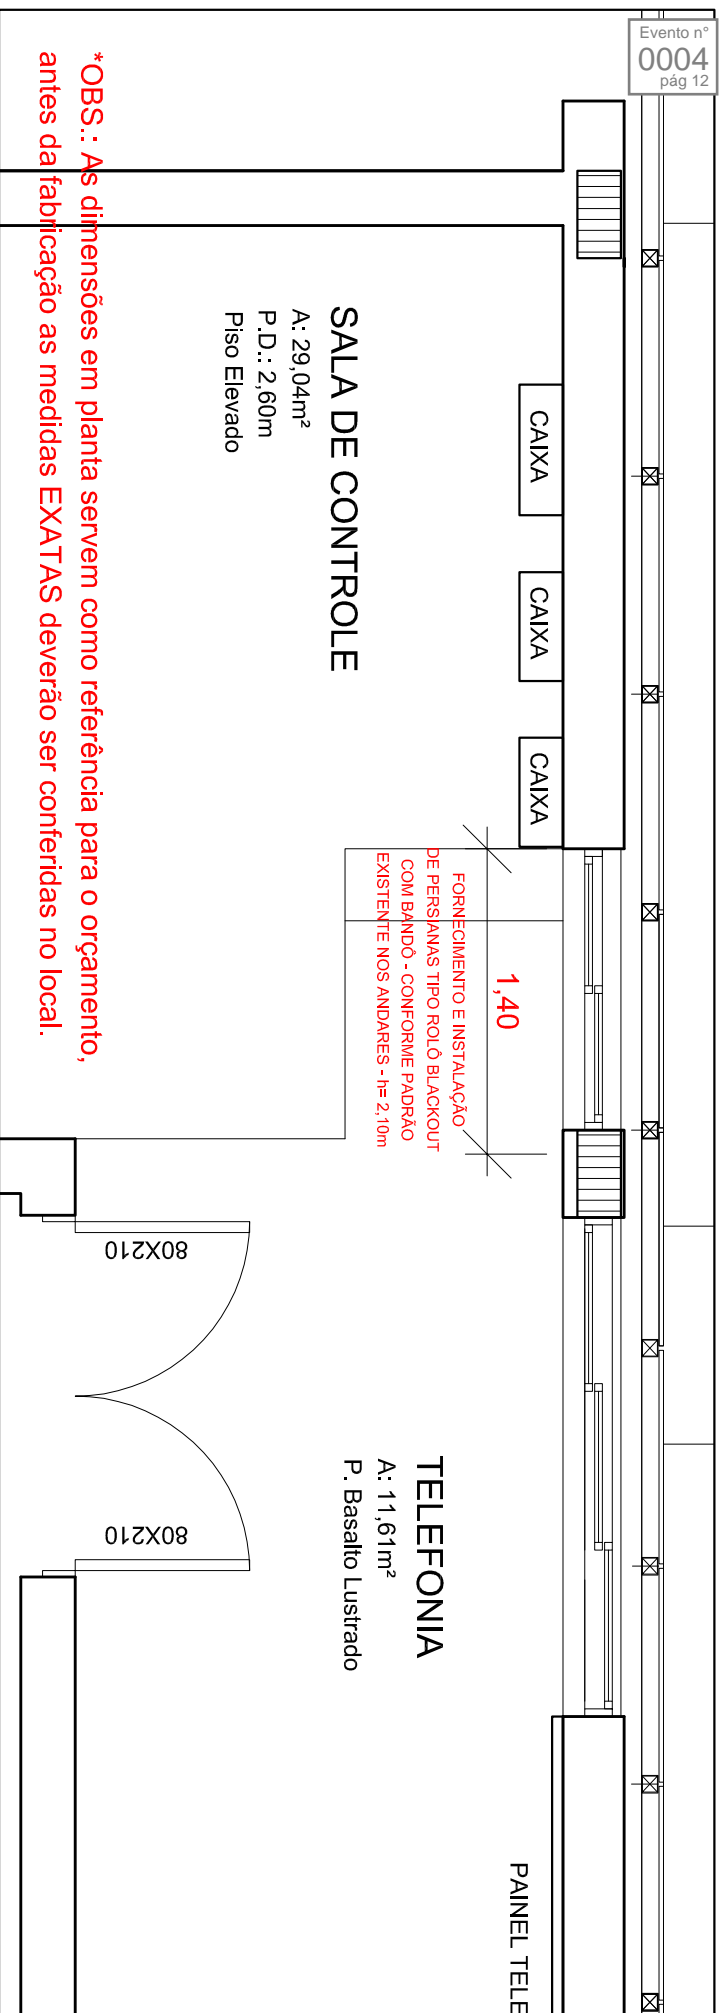 Evento n°
0004
pág 12
CAIXA
CAIXA
CAIXA
SALA DE CONTROLE
A: 29,04m²
P.D.: 2,60m
Piso Elevado
1,40
FORNECIMENTO E INSTALAÇÃO
DE PERSIANAS TIPO ROLÔ BLACKOUT
COM BANDÔ - CONFORME PADRÃO
EXISTENTE NOS ANDARES - h= 2,10m
*OBS.: As dimensões em planta servem como referência para o orçamento,
antes da fabricação as medidas EXATAS deverão ser conferidas no local.
80X210
80X210
TELEFONIA
A: 11,61m²
P. Basalto Lustrado
PAINEL TELE